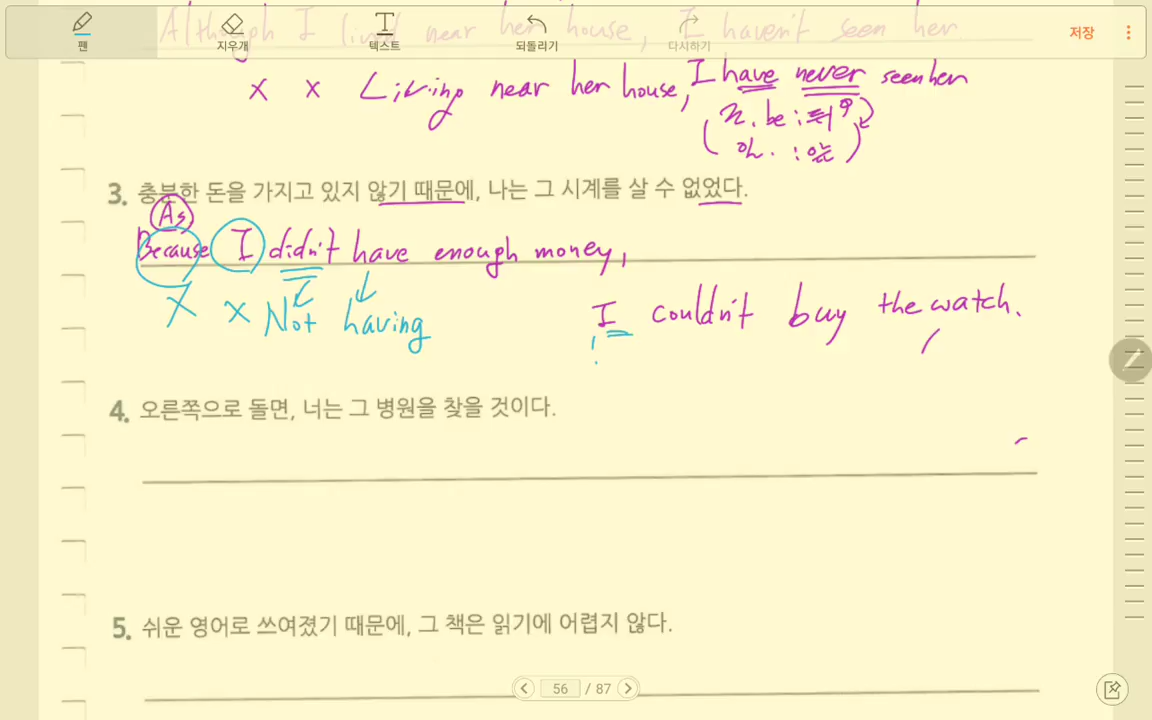 펜
지우개
텍스트
되돌리기
다시하기
저장
Although I lived near her house, I haven't seen her
X X Living near her house, I have never seen her
3. 충분한 돈을 가지고 있지 않기 때문에, 나는 그 시계를 살 수 없었다.
As
Because I didn't have enough money,
X X Not having
I couldn't buy the watch.
4. 오른쪽으로 돌면, 너는 그 병원을 찾을 것이다.
5. 쉬운 영어로 쓰여졌기 때문에, 그 책은 읽기에 어렵지 않다.
56 / 87